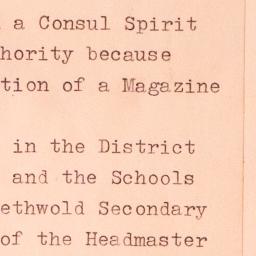 a Consul Spirit
hority because
tion of a Magazine
in the District
and the Schools
ethwold Secondary
of the Headmaster